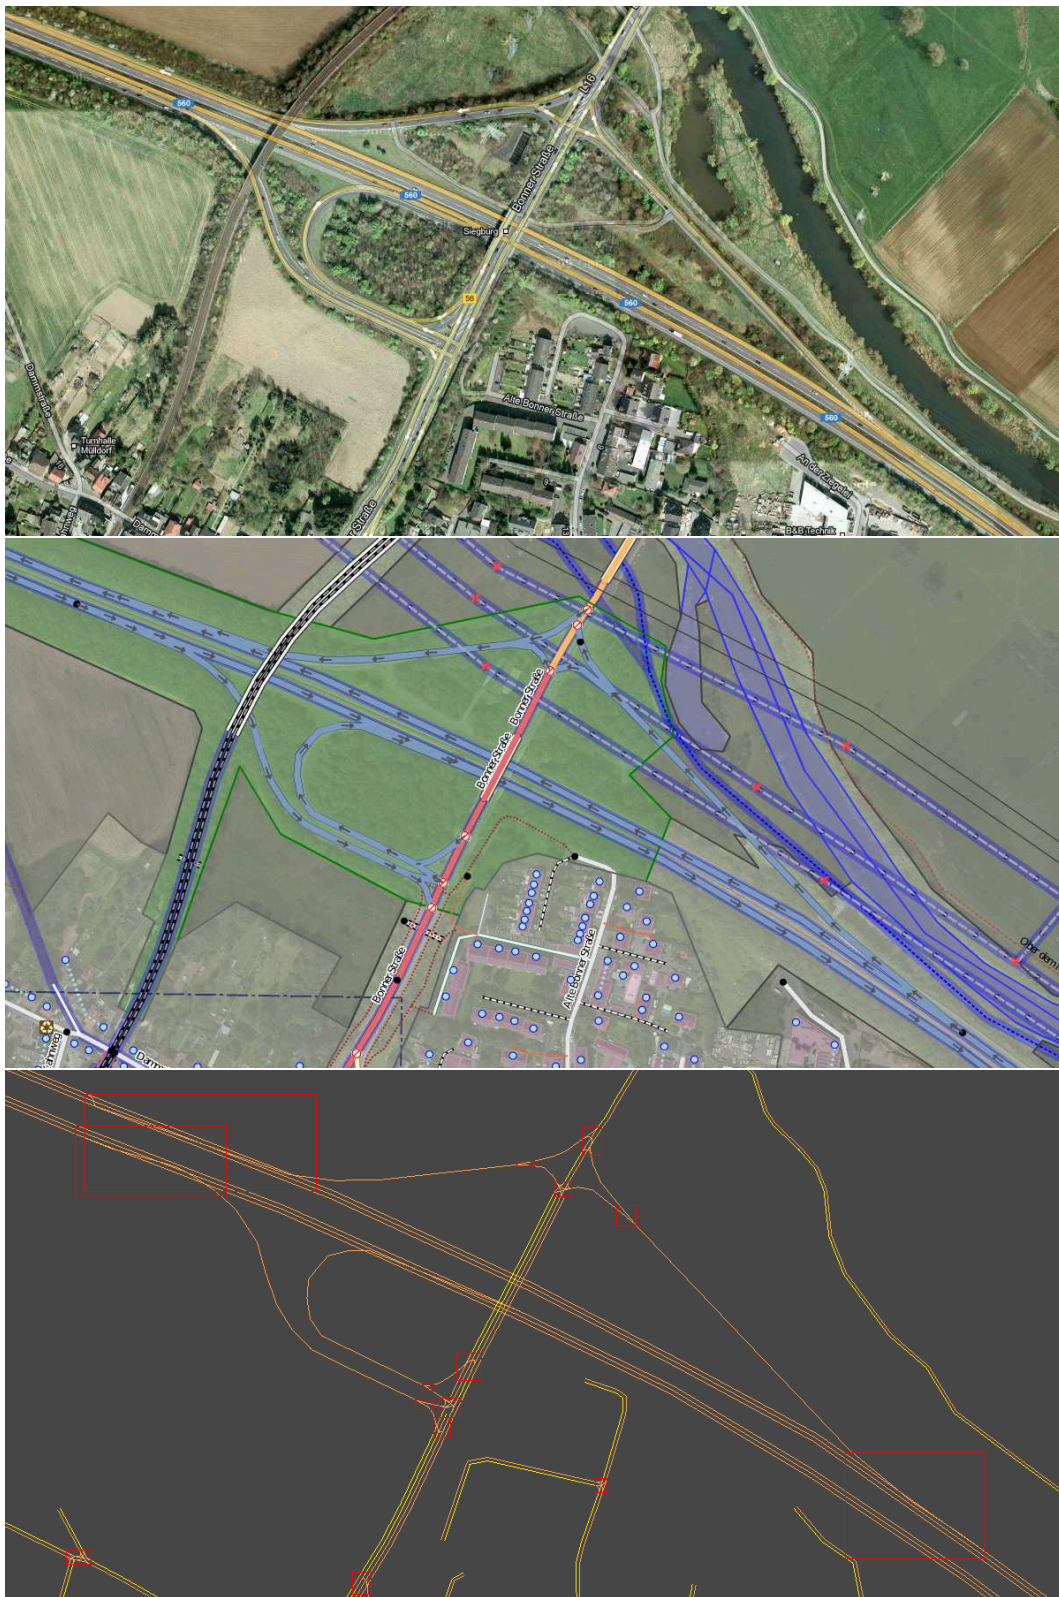 L16
560
Bonner Straße
560
Siegburg
56
560
Dammstraße
Alte Bonner Straße
560
Turnhalle
Mülldorf
An der Ziegelei
B&B Technik
Bonner Straße
Bonner Straße
Bonner Straße
Alte Bonner Straße